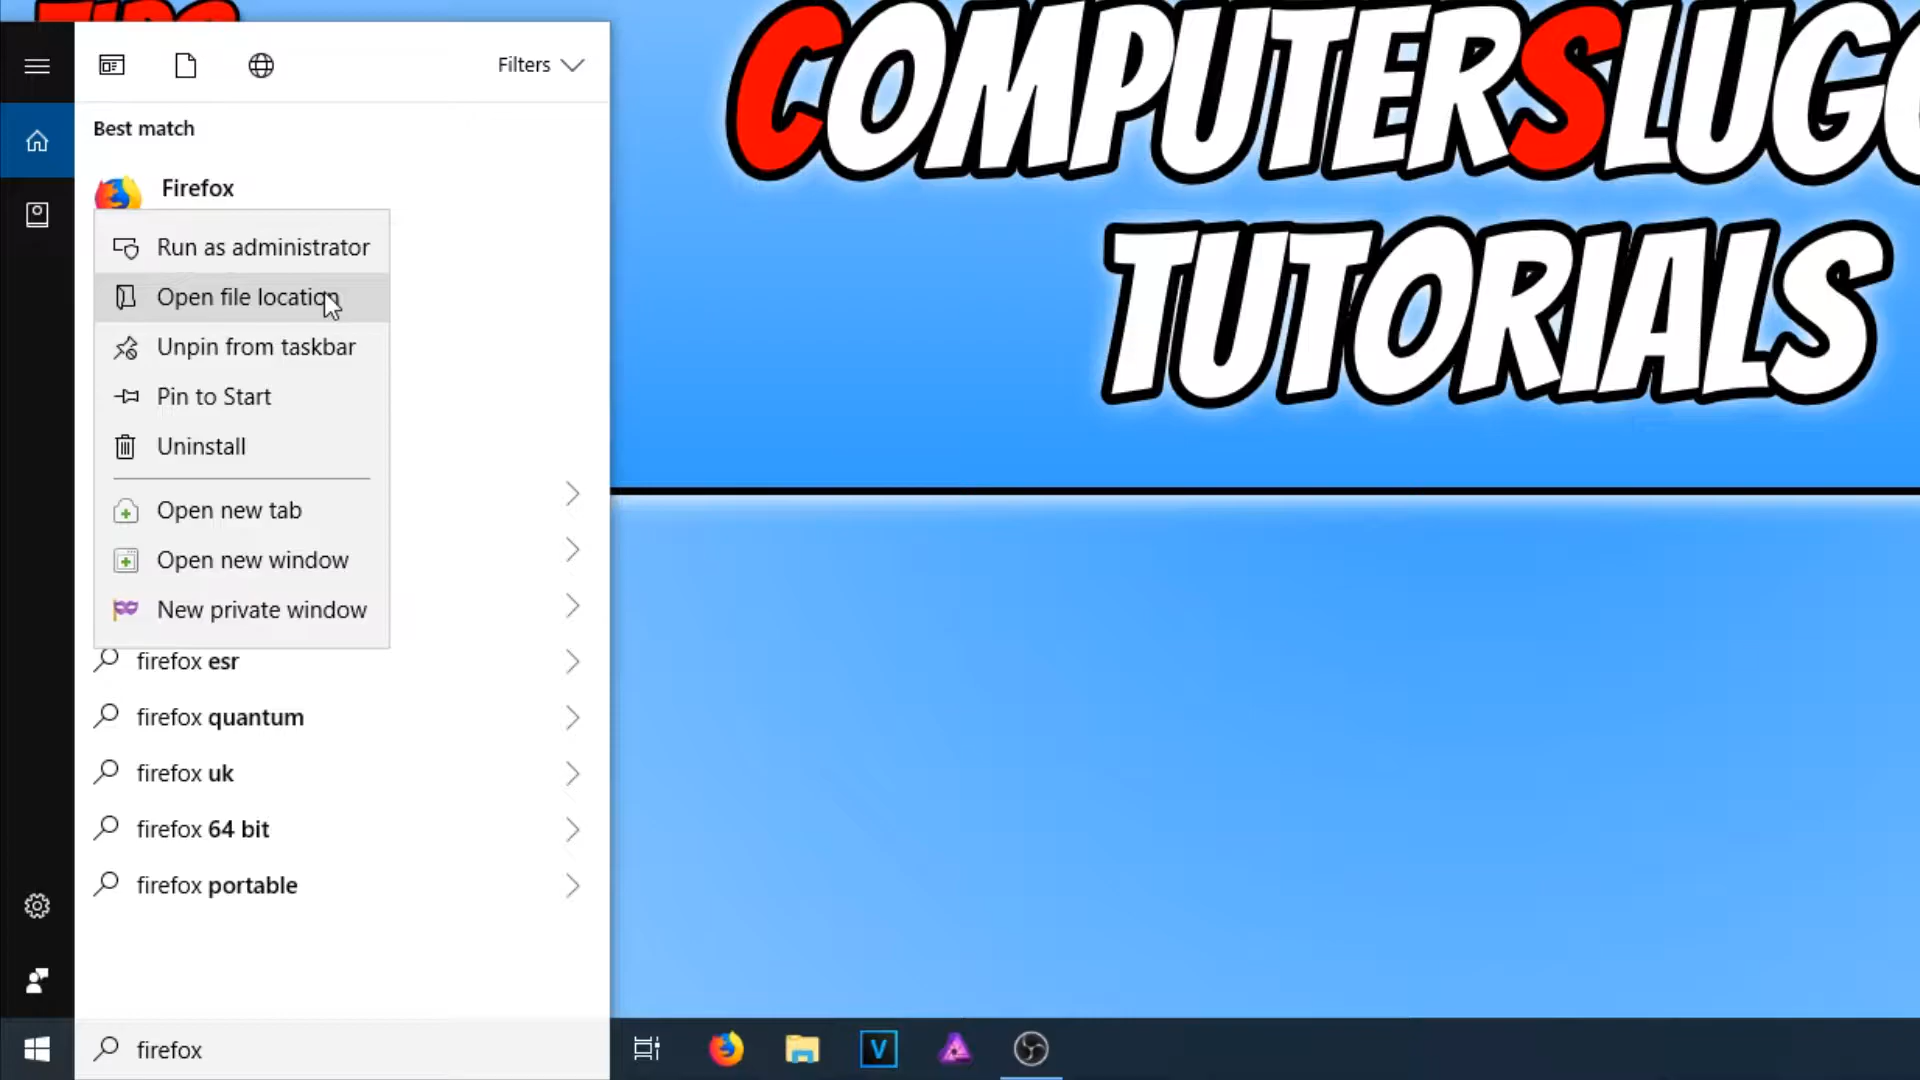 TIPS
COMPUTERSLUGG
TUTORIALS
Filters
Best match
Firefox
Run as administrator
Open file location
Unpin from taskbar
Pin to Start
Uninstall
Open new tab
Open new window
New private window
firefox esr
firefox quantum
firefox uk
firefox 64 bit
firefox portable
firefox
V